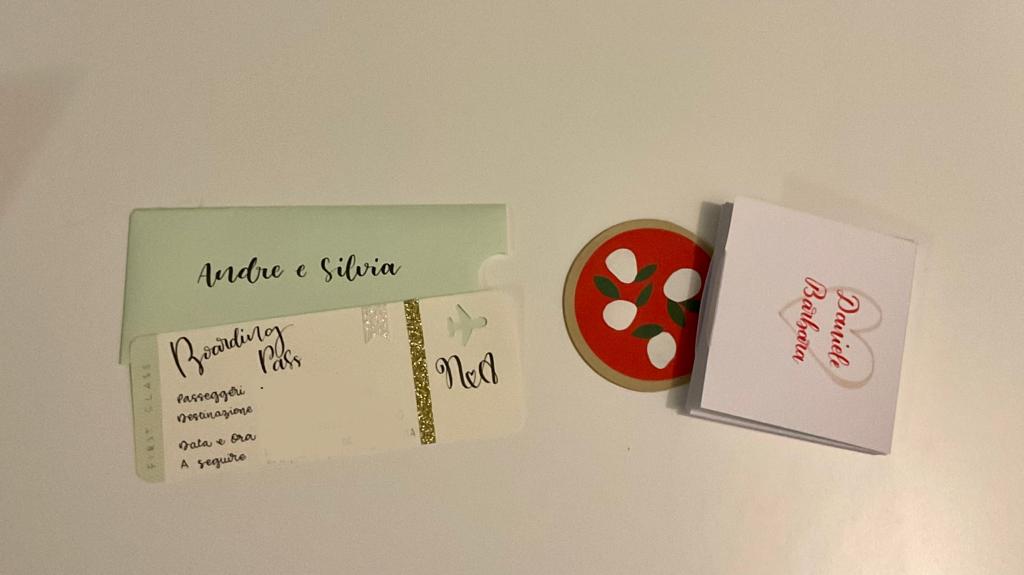 Andre e Silvia
Boarding
Pass
FIRST CLASS
Passeggeri
Destinazione
Data e Ora
A seguire
Daniele
Barbara